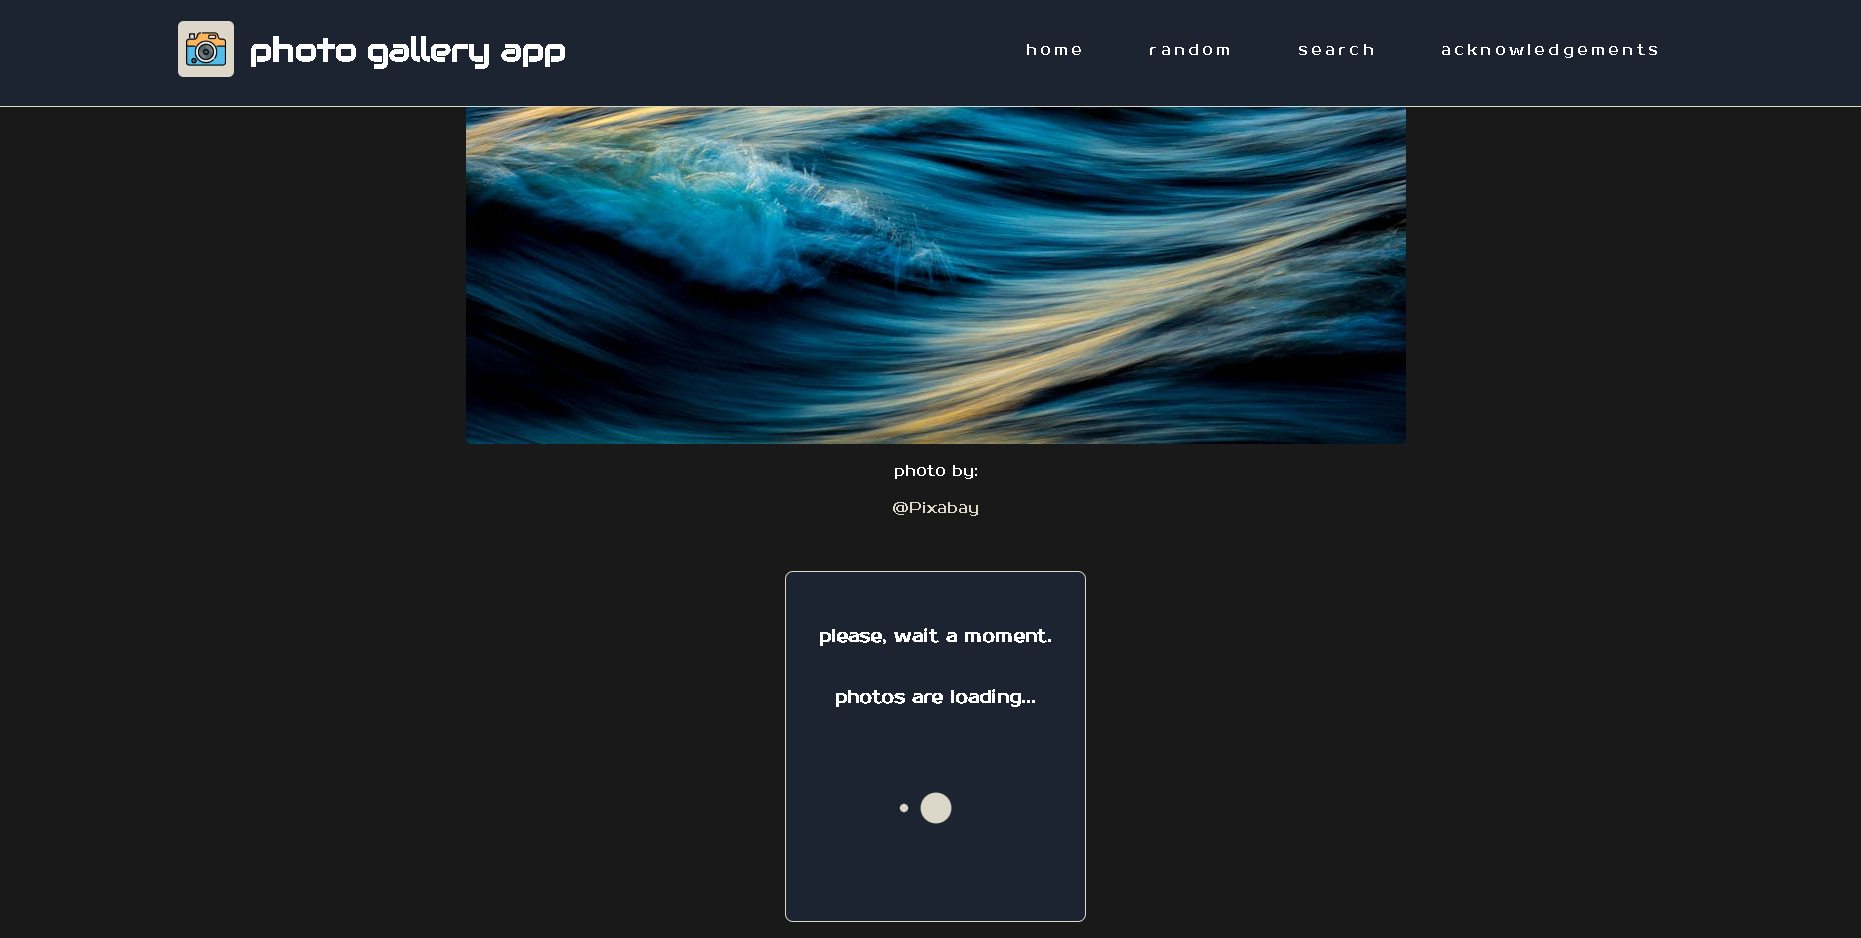 photo gallery app
home random search acknowledgements
photo by:
@Pixabay
please, wait a moment.
photos are loading...